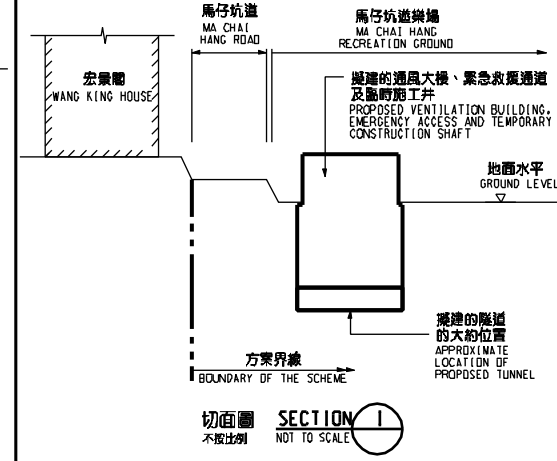 馬仔坑道
MA CHAI
HANG ROAD
馬仔坑遊樂場
MA CHAI HANG
RECREATION GROUND
宏景閣
WANG KING HOUSE
擬建的通風大樓、緊急救援通道
及臨時施工井
PROPOSED VENTILATION BUILDING,
EMERGENCY ACCESS AND TEMPORARY
CONSTRUCTION SHAFT
地面水平
GROUND LEVEL
擬建的隧道
的大約位置
APPROXIMATE
LOCATION OF
PROPOSED TUNNEL
方案界線
BOUNDARY OF THE SCHEME
切面圖 SECTION 1
不按比例 NOT TO SCALE